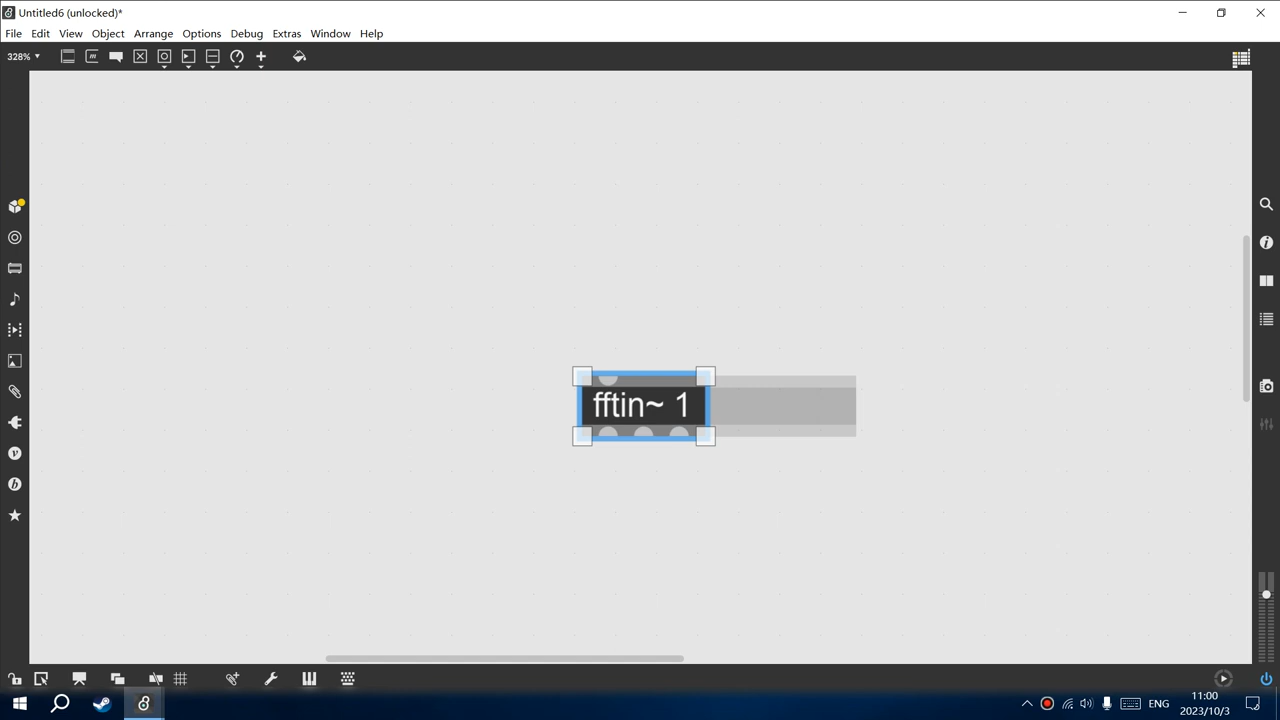 Untitled6 (unlocked)*
File Edit View Object Arrange Options Debug Extras Window Help
328%
fftin~ 1
ENG
11:00
2023/10/3